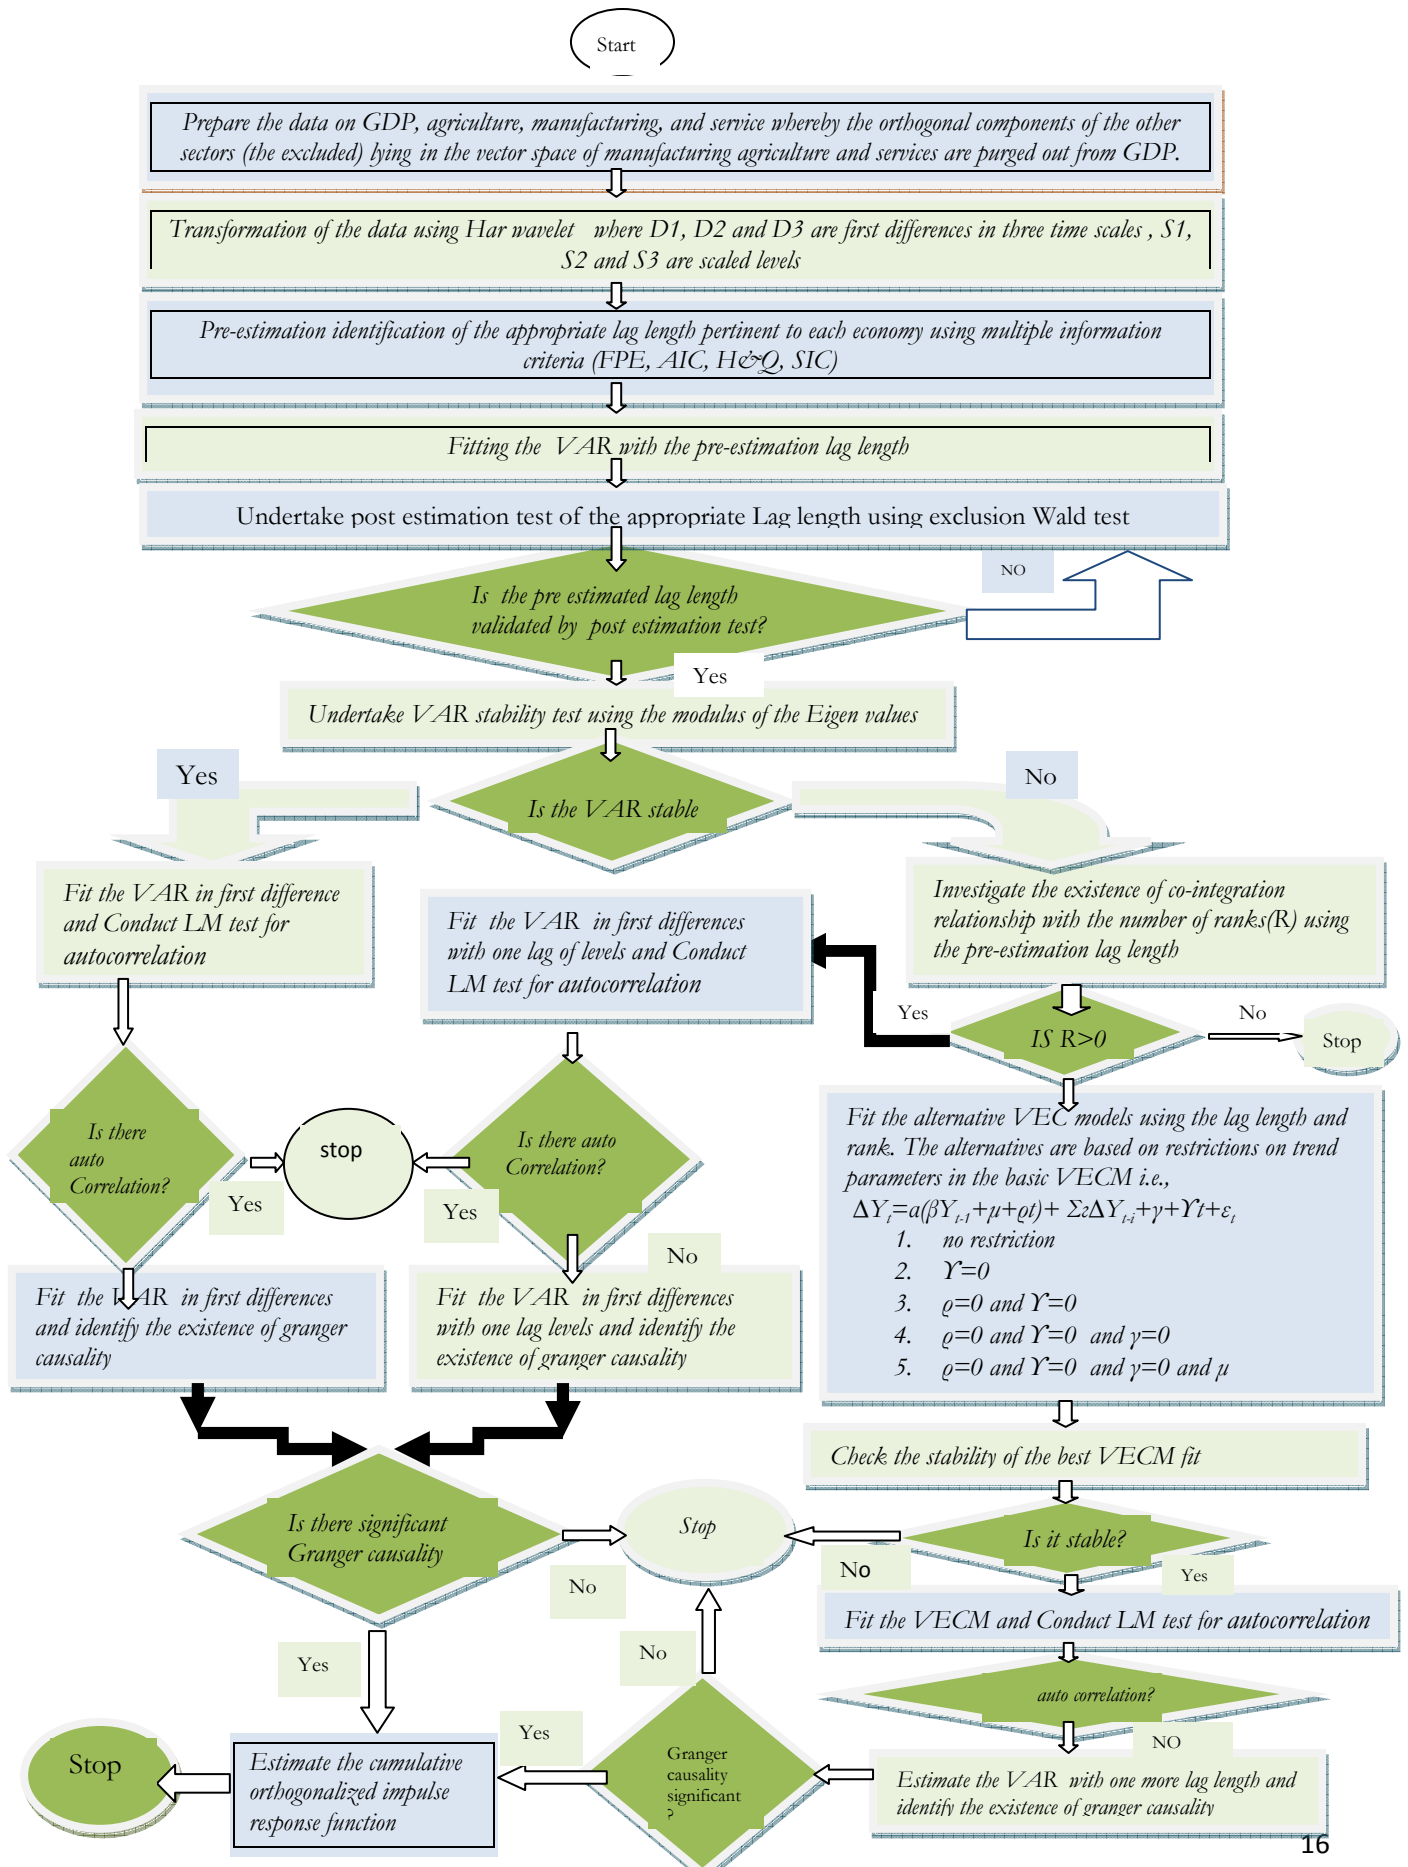 Start
Prepare the data on GDP, agriculture, manufacturing, and service whereby the orthogonal components of the other
sectors (the excluded) lying in the vector space of manufacturing agriculture and services are purged out from GDP.
Transformation of the data using Har wavelet where D1, D2 and D3 are first differences in three time scales , S1,
S2 and S3 are scaled levels
Pre-estimation identification of the appropriate lag length pertinent to each economy using multiple information
criteria (FPE, AIC, H&Q, SIC)
Fitting the VAR with the pre-estimation lag length
Undertake post estimation test of the appropriate Lag length using exclusion Wald test
NO
Is the pre estimated lag length
validated by post estimation test?
Yes
Undertake VAR stability test using the modulus of the Eigen values
Yes
No
Is the VAR stable
Fit the VAR in first difference
and Conduct LM test for
autocorrelation
Fit the VAR in first differences
with one lag of levels and Conduct
LM test for autocorrelation
Investigate the existence of co-integration
relationship with the number of ranks(R) using
the pre-estimation lag length
Yes
No
IS R>0
Stop
Is there
auto
Correlation?
stop
Is there auto
Correlation?
Yes
Yes
No
Fit the alternative VEC models using the lag length and
rank. The alternatives are based on restrictions on trend
parameters in the basic VECM i.e.,
ΔYt=α(βYt-1+μ+ϱt)+ Σ₂ΔYt-i+γ+ϒt+εt
1. no restriction
2. ϒ=0
3. ϱ=0 and ϒ=0
4. ϱ=0 and ϒ=0 and γ=0
5. ϱ=0 and ϒ=0 and γ=0 and μ
Fit the VAR in first differences
and identify the existence of granger
causality
Fit the VAR in first differences
with one lag levels and identify the
existence of granger causality
Check the stability of the best VECM fit
Is there significant
Granger causality
Stop
Is it stable?
No
No
Yes
Fit the VECM and Conduct LM test for autocorrelation
Yes
No
auto correlation?
NO
Yes
Stop
Estimate the cumulative
orthogonalized impulse
response function
Granger
causality
significant
?
Estimate the VAR with one more lag length and
identify the existence of granger causality
16